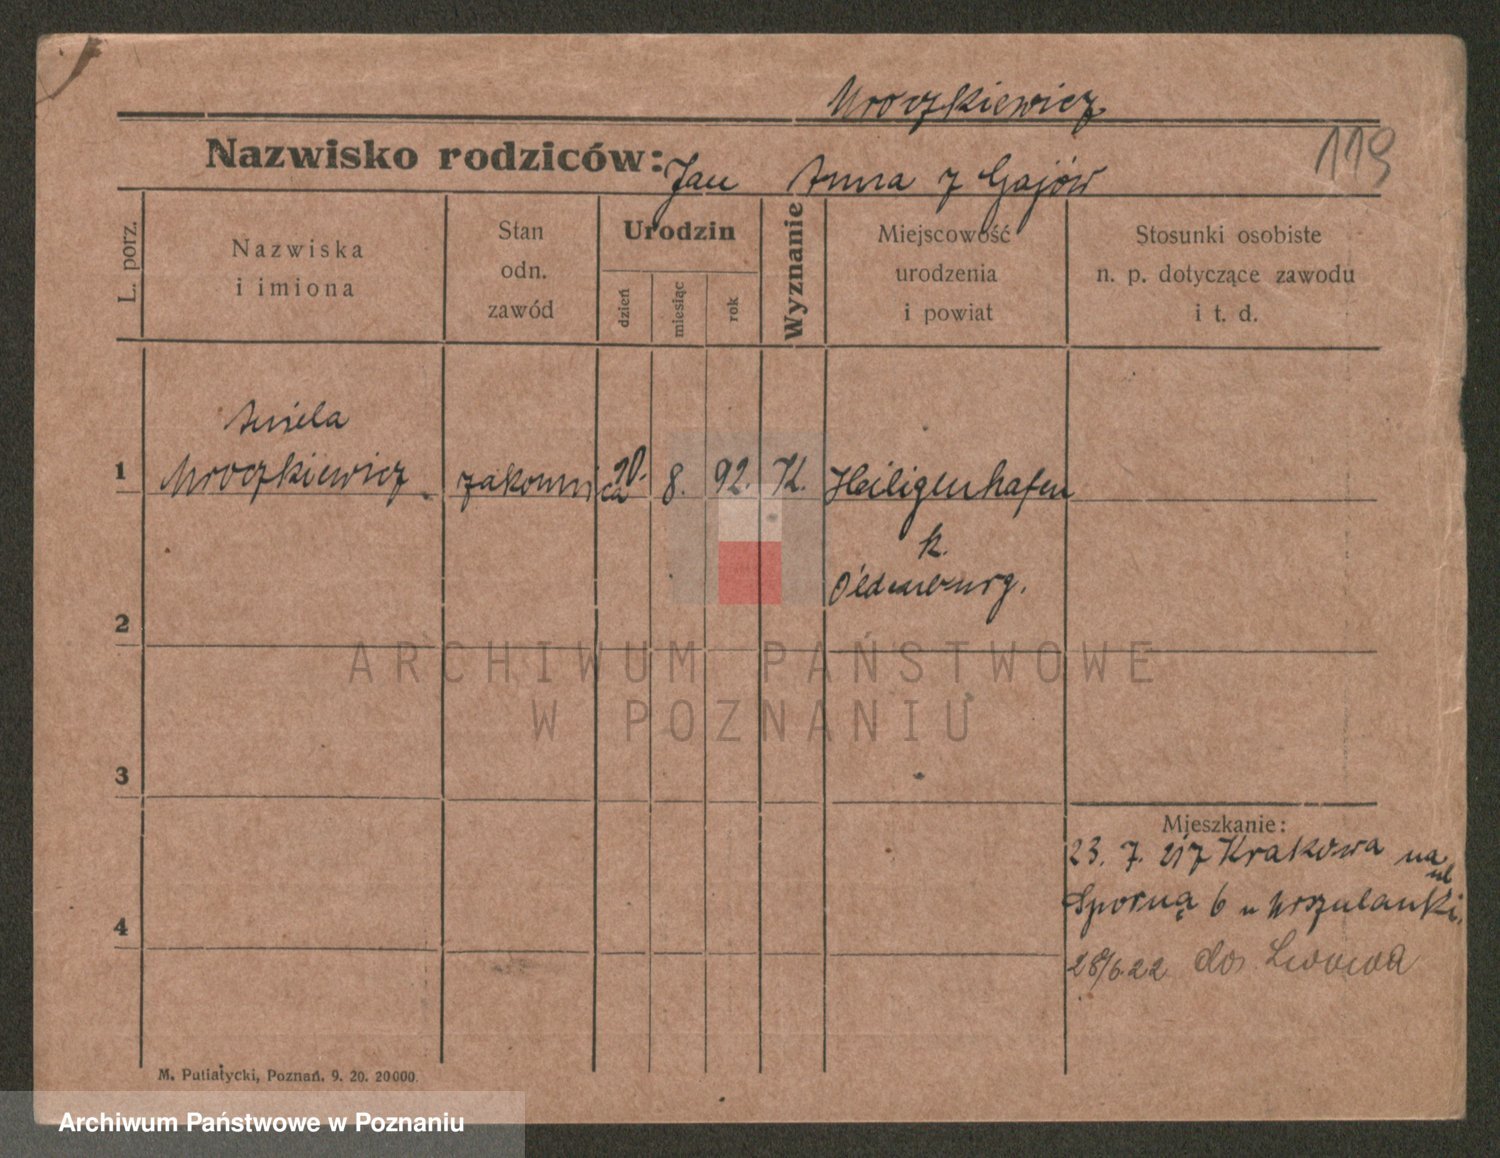 Mroczkiewicz
119
Nazwisko rodziców: Jan Anna z Gajów
L. porz.
Nazwiska
i imiona
Stan
odn.
zawód
Urodzin
dzień
miesiąc
rok
Wyznanie
Miejscowość
urodzenia
i powiat
Stosunki osobiste
n. p. dotyczące zawodu
i t. d.
Aniela
1 Mroczkiewicz zakonnica 20. 8. 92. K. Heiligenhafen
k.
Oldenburg.
2
ARCHIWUM PAŃSTWOWE
W POZNANIU
3
Mieszkanie:
23. 7. 21 z Krakowa na
ul
Sporną 6 u Urszulanki.
4
28/6.22 do Lwowa
M. Putiatycki, Poznań. 9. 20. 20000.
Archiwum Państwowe w Poznaniu